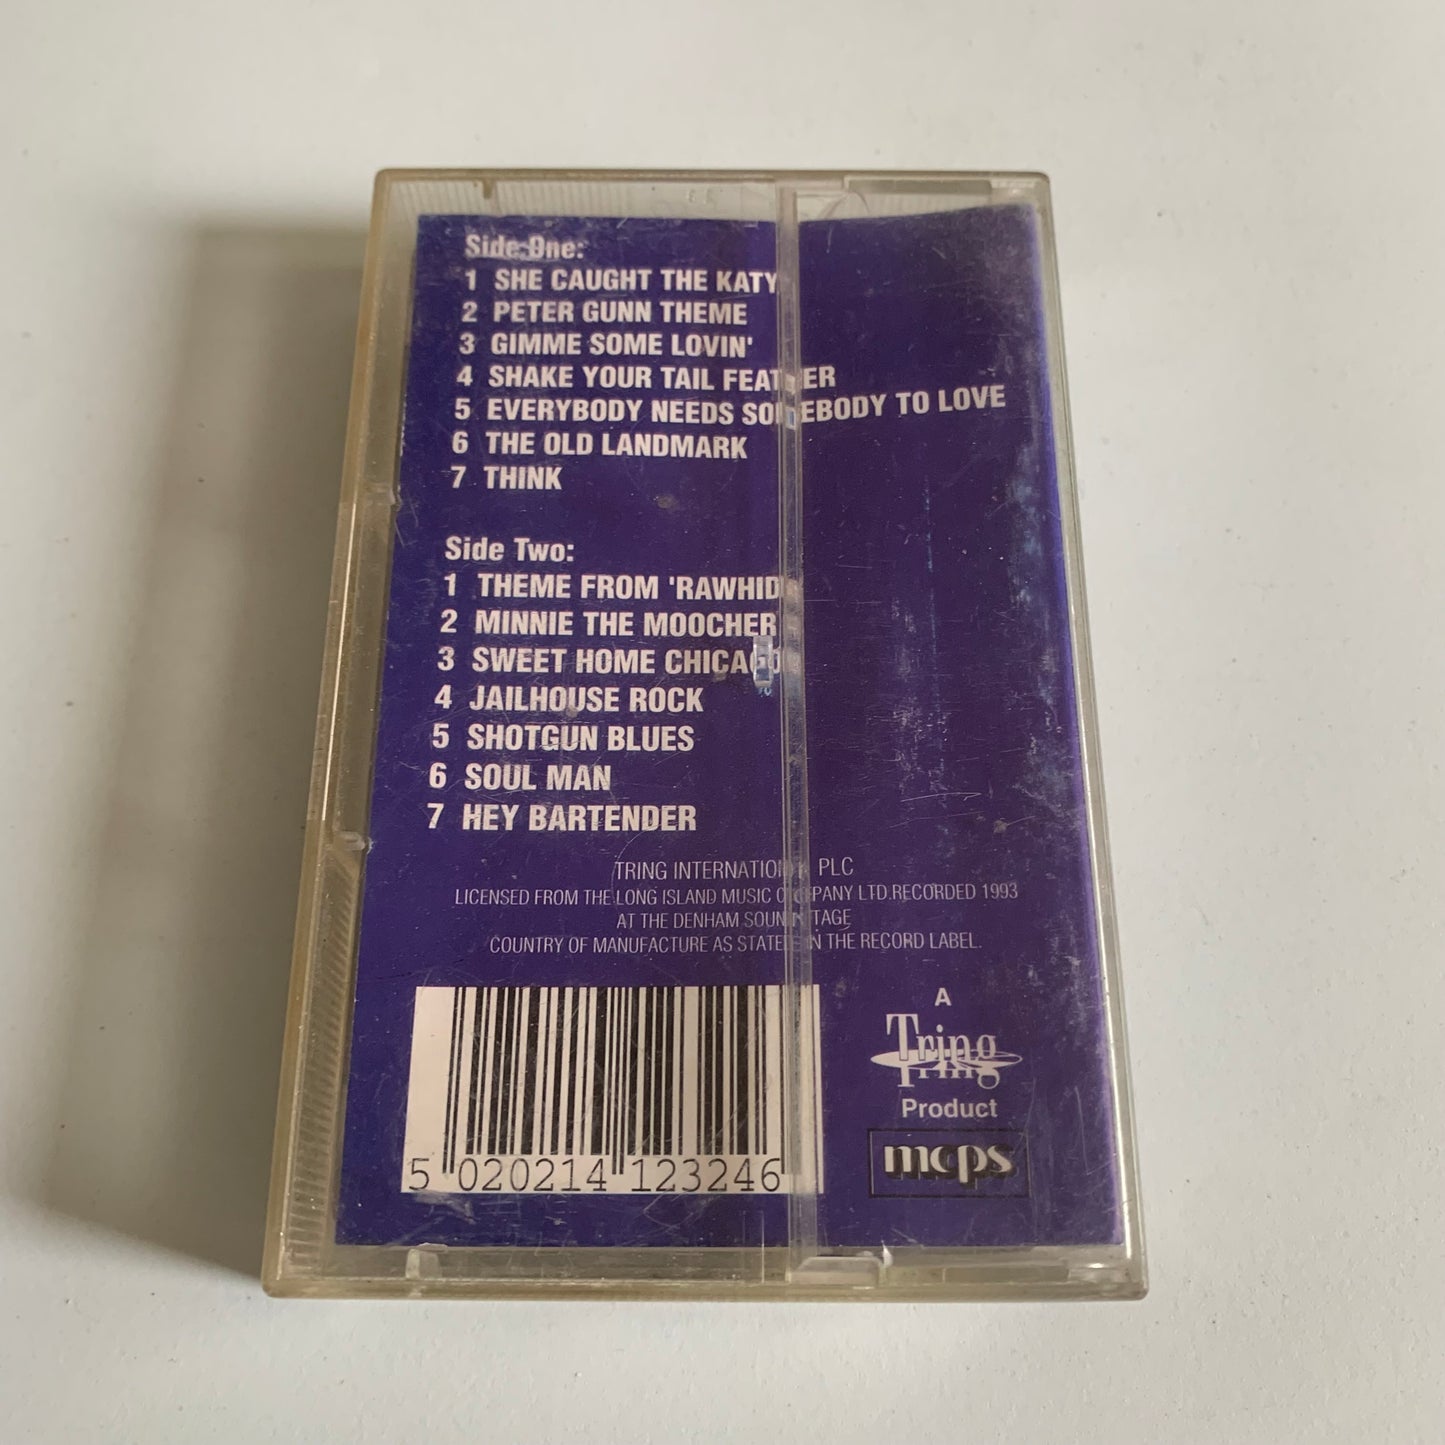 Side One:
1 SHE CAUGHT THE KATY
2 PETER GUNN THEME
3 GIMME SOME LOVIN'
4 SHAKE YOUR TAIL FEATHER
5 EVERYBODY NEEDS SOMEBODY TO LOVE
6 THE OLD LANDMARK
7 THINK
Side Two:
1 THEME FROM 'RAWHIDE'
2 MINNIE THE MOOCHER
3 SWEET HOME CHICAGO
4 JAILHOUSE ROCK
5 SHOTGUN BLUES
6 SOUL MAN
7 HEY BARTENDER
TRING INTERNATIONAL PLC
LICENSED FROM THE LONG ISLAND MUSIC COMPANY LTD.RECORDED 1993
AT THE DENHAM SOUNDSTAGE
COUNTRY OF MANUFACTURE AS STATED IN THE RECORD LABEL.
A
Tring
Product
mcps
5 020214 123246